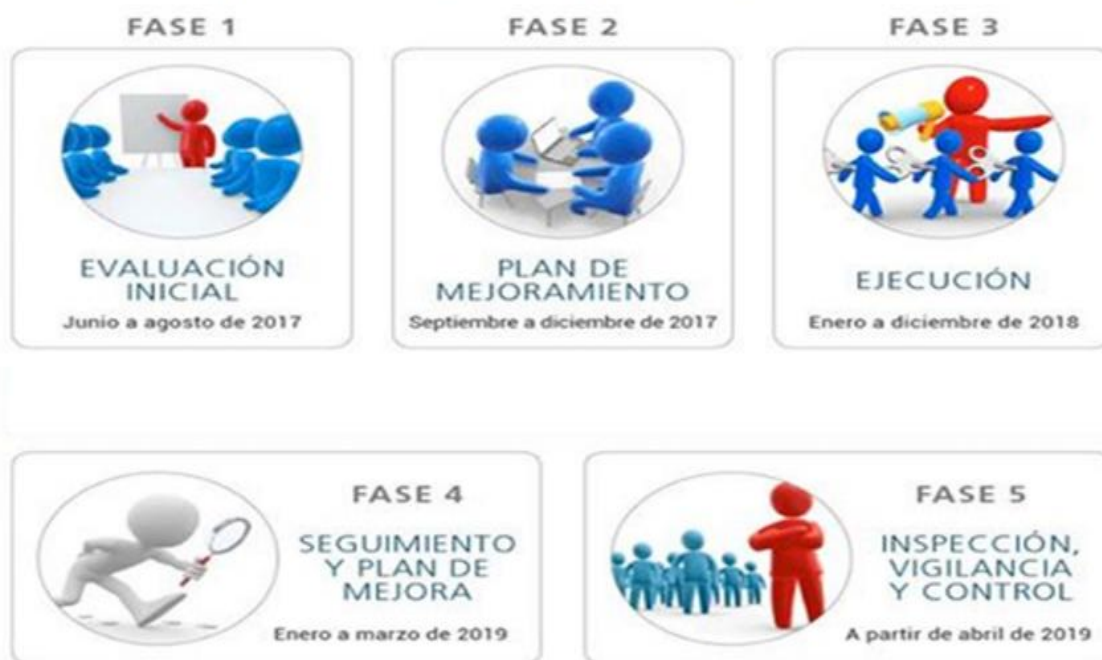 FASE 1
EVALUACIÓN
INICIAL
Junio a agosto de 2017
FASE 2
PLAN DE
MEJORAMIENTO
Septiembre a diciembre de 2017
FASE 3
EJECUCIÓN
Enero a diciembre de 2018
FASE 4
SEGUIMIENTO
Y PLAN DE
MEJORA
Enero a marzo de 2019
FASE 5
INSPECCIÓN,
VIGILANCIA
Y CONTROL
A partir de abril de 2019